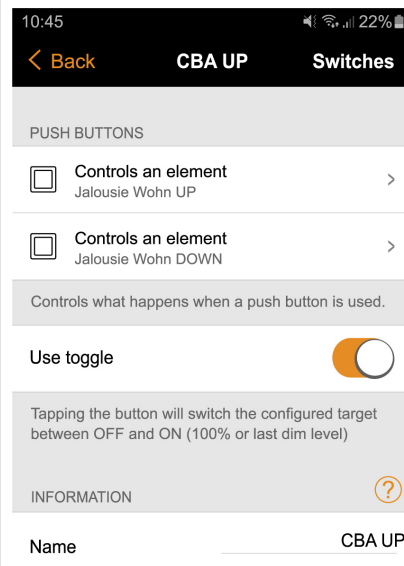 10:45 22%
Back CBA UP Switches
PUSH BUTTONS
Controls an element
Jalousie Wohn UP
Controls an element
Jalousie Wohn DOWN
Controls what happens when a push button is used.
Use toggle
Tapping the button will switch the configured target
between OFF and ON (100% or last dim level)
INFORMATION ?
Name CBA UP